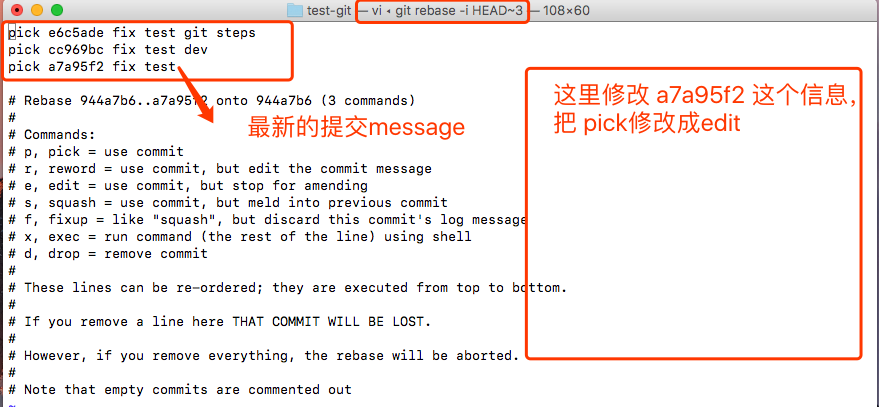 test-git — vi ◂ git rebase -i HEAD~3 — 108×60
pick e6c5ade fix test git steps
pick cc969bc fix test dev
pick a7a95f2 fix test
# Rebase 944a7b6..a7a95f2 onto 944a7b6 (3 commands)
#
# Commands:
# p, pick = use commit
# r, reword = use commit, but edit the commit message
# e, edit = use commit, but stop for amending
# s, squash = use commit, but meld into previous commit
# f, fixup = like "squash", but discard this commit's log message
# x, exec = run command (the rest of the line) using shell
# d, drop = remove commit
#
# These lines can be re-ordered; they are executed from top to bottom.
#
# If you remove a line here THAT COMMIT WILL BE LOST.
#
# However, if you remove everything, the rebase will be aborted.
#
# Note that empty commits are commented out
~
最新的提交message
这里修改 a7a95f2 这个信息,
把 pick修改成edit